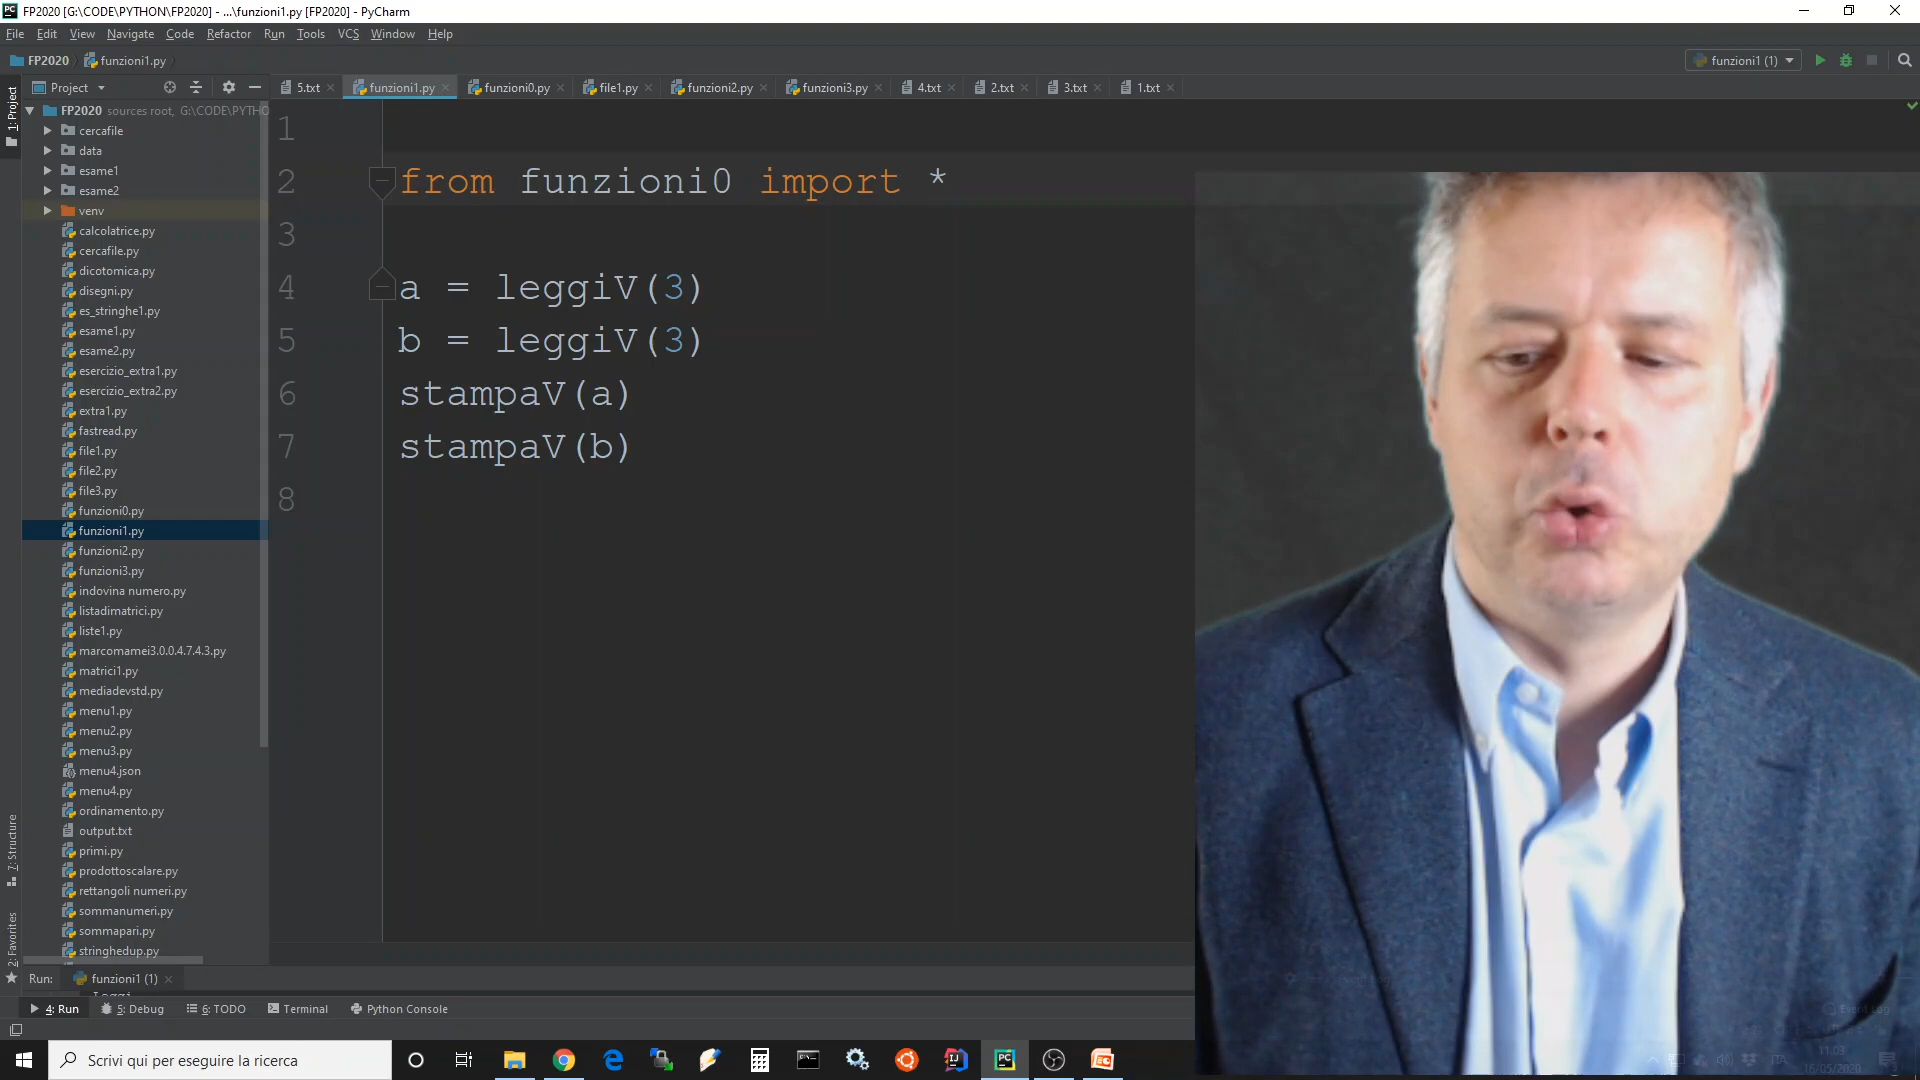 FP2020 [G:\CODE\PYTHON\FP2020] - ...\funzioni1.py [FP2020] - PyCharm
File Edit View Navigate Code Refactor Run Tools VCS Window Help
FP2020 funzioni1.py
funzioni1 (1)
Project
5.txt funzioni1.py funzioni0.py file1.py funzioni2.py funzioni3.py 4.txt 2.txt 3.txt 1.txt
1: Project
7: Structure
2: Favorites
FP2020 sources root, G:\CODE\PYTHO
cercafile
data
esame1
esame2
venv
calcolatrice.py
cercafile.py
dicotomica.py
disegni.py
es_stringhe1.py
esame1.py
esame2.py
esercizio_extra1.py
esercizio_extra2.py
extra1.py
fastread.py
file1.py
file2.py
file3.py
funzioni0.py
funzioni1.py
funzioni2.py
funzioni3.py
indovina numero.py
listadimatrici.py
liste1.py
marcomamei3.0.0.4.7.4.3.py
matrici1.py
mediadevstd.py
menu1.py
menu2.py
menu3.py
menu4.json
menu4.py
ordinamento.py
output.txt
primi.py
prodottoscalare.py
rettangoli numeri.py
sommanumeri.py
sommapari.py
stringhedup.py
1
2 from funzioni0 import *
3
4 a = leggiV(3)
5 b = leggiV(3)
6 stampaV(a)
7 stampaV(b)
8
Run: funzioni1 (1)
4: Run 5: Debug 6: TODO Terminal Python Console
Event Log
Scrivi qui per eseguire la ricerca
ITA
11.03
16/05/2020